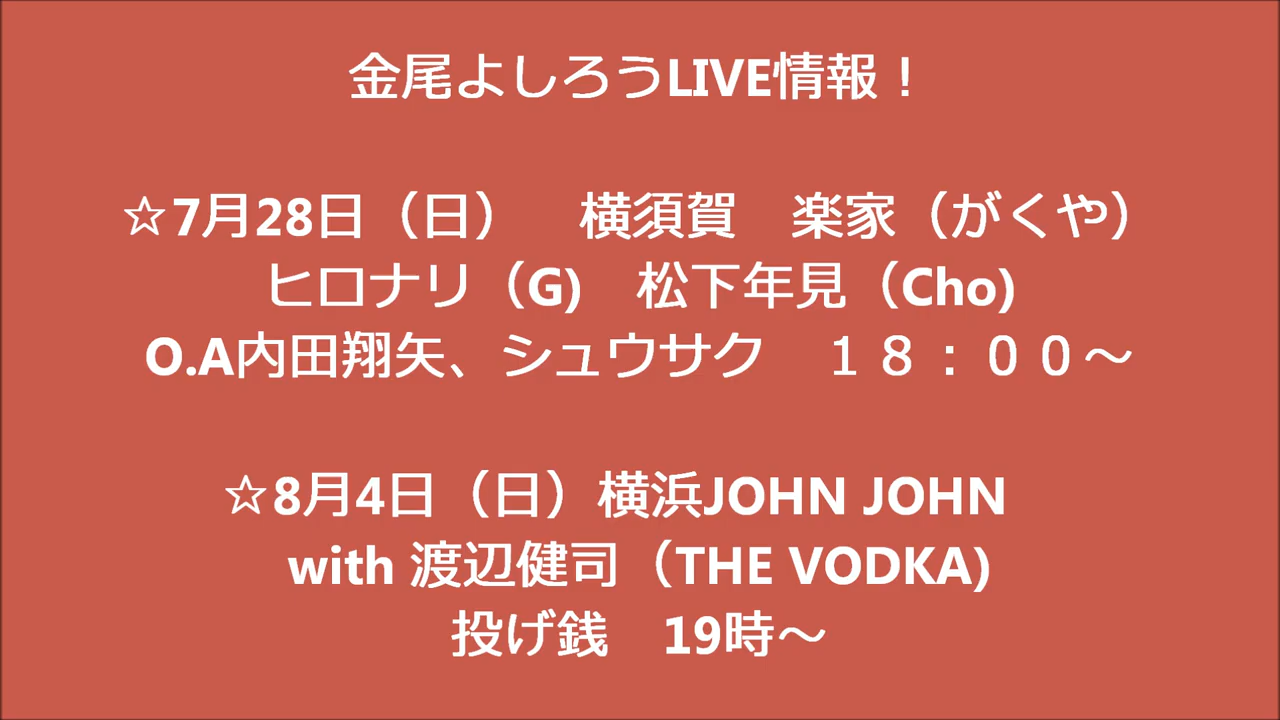 金尾よしろうLIVE情報！
☆7月28日（日）　横須賀　楽家（がくや）
ヒロナリ（G)　松下年見（Cho)
O.A内田翔矢、シュウサク　１８：００～
☆8月4日（日）横浜JOHN JOHN
with 渡辺健司（THE VODKA)
投げ銭　19時～